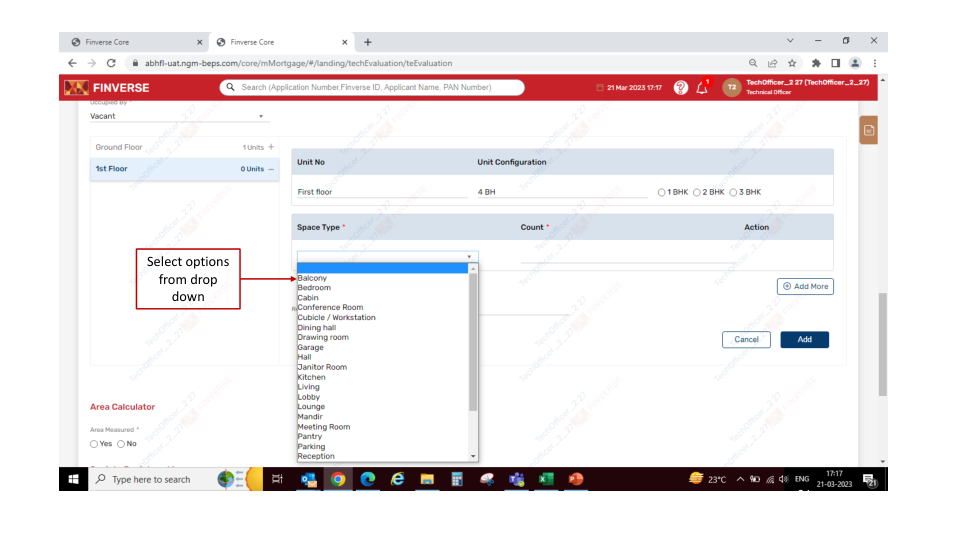 Finverse Core
Finverse Core
abhfl-uat.ngm-beps.com/core/mMortgage/#/landing/techEvaluation/teEvaluation
FINVERSE
Search (Application Number,Finverse ID, Applicant Name, PAN Number)
21 Mar 2023 17:17
T2
TechOfficer_2 27 (TechOfficer_2_27)
Technical Officer
Occupied By *
Vacant
Ground Floor
1 Units +
1st Floor
0 Units —
Unit No
Unit Configuration
First floor
4 BH
1 BHK
2 BHK
3 BHK
Space Type *
Count *
Action
Select options
from drop
down
Balcony
Bedroom
Cabin
Conference Room
Cubicle / Workstation
Dining hall
Drawing room
Garage
Hall
Janitor Room
Kitchen
Living
Lobby
Lounge
Mandir
Meeting Room
Pantry
Parking
Reception
Add More
Cancel
Add
Area Calculator
Area Measured *
Yes
No
Type here to search
23°C
ENG
17:17
21-03-2023
21